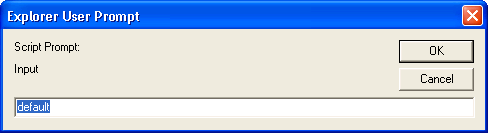 Explorer User Prompt
Script Prompt:
OK
Input
Cancel
default